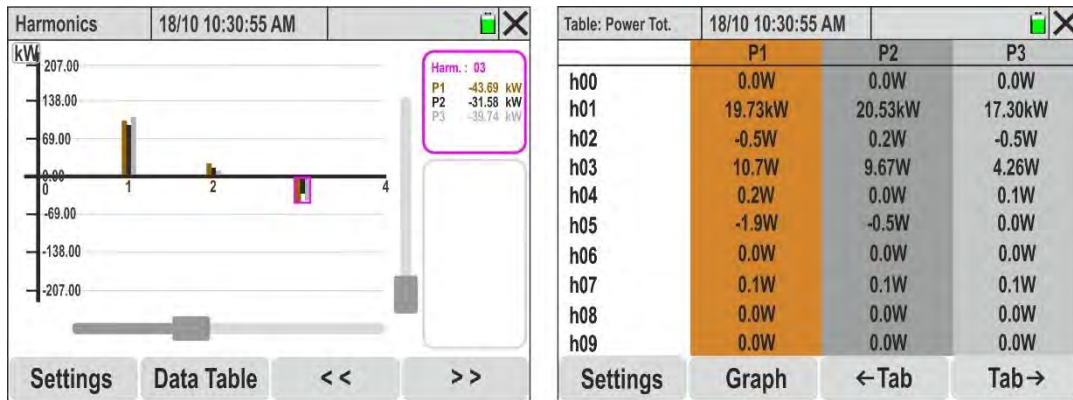 Harmonics 18/10 10:30:55 AM
kW
207.00
138.00
69.00
0.00
0 1 2 4
-69.00
-138.00
-207.00
Harm. : 03
P1 -43.69 kW
P2 -31.58 kW
P3 -39.74 kW
Settings Data Table << >>
Table: Power Tot. 18/10 10:30:55 AM
P1 P2 P3
h00 0.0W 0.0W 0.0W
h01 19.73kW 20.53kW 17.30kW
h02 -0.5W 0.2W -0.5W
h03 10.7W 9.67W 4.26W
h04 0.2W 0.0W 0.1W
h05 -1.9W -0.5W 0.0W
h06 0.0W 0.0W 0.0W
h07 0.1W 0.1W 0.1W
h08 0.0W 0.0W 0.0W
h09 0.0W 0.0W 0.0W
Settings Graph ←Tab Tab→